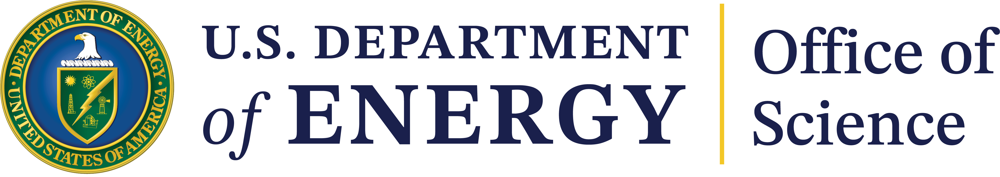 DEPARTMENT OF ENERGY
UNITED STATES OF AMERICA
U.S. DEPARTMENT
of ENERGY
Office of
Science